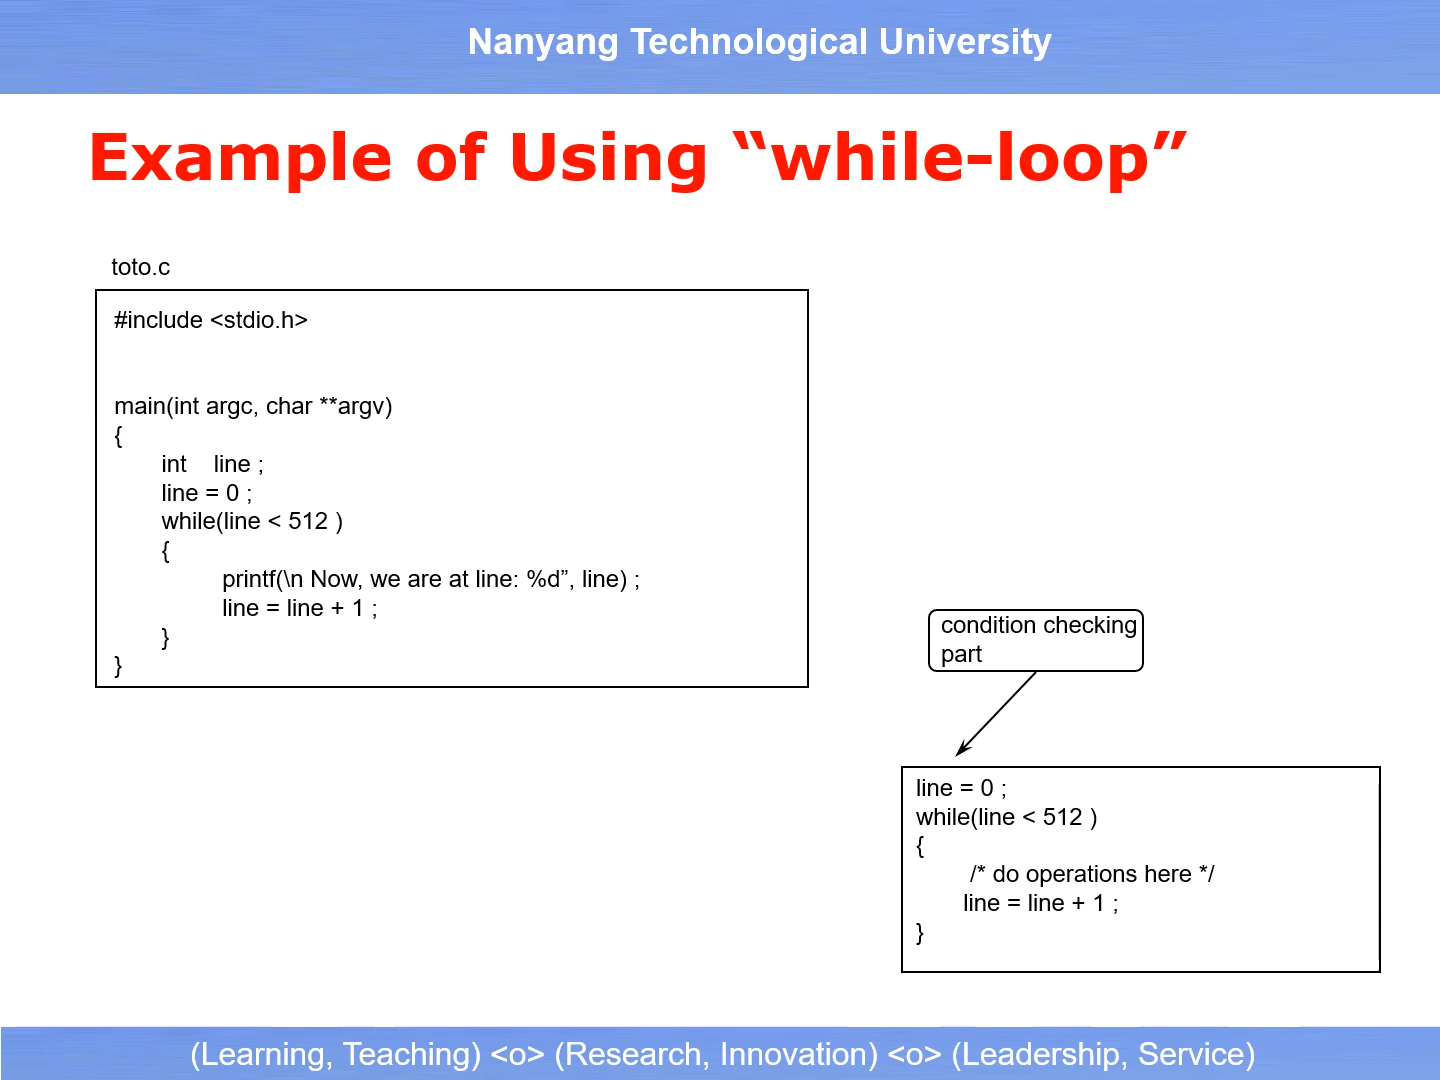 Nanyang Technological University
Example of Using “while-loop”
toto.c
#include <stdio.h>
main(int argc, char **argv)
{
int line ;
line = 0 ;
while(line < 512 )
{
printf(\n Now, we are at line: %d”, line) ;
line = line + 1 ;
}
}
condition checking
part
line = 0 ;
while(line < 512 )
{
/* do operations here */
line = line + 1 ;
}
(Learning, Teaching) <o> (Research, Innovation) <o> (Leadership, Service)